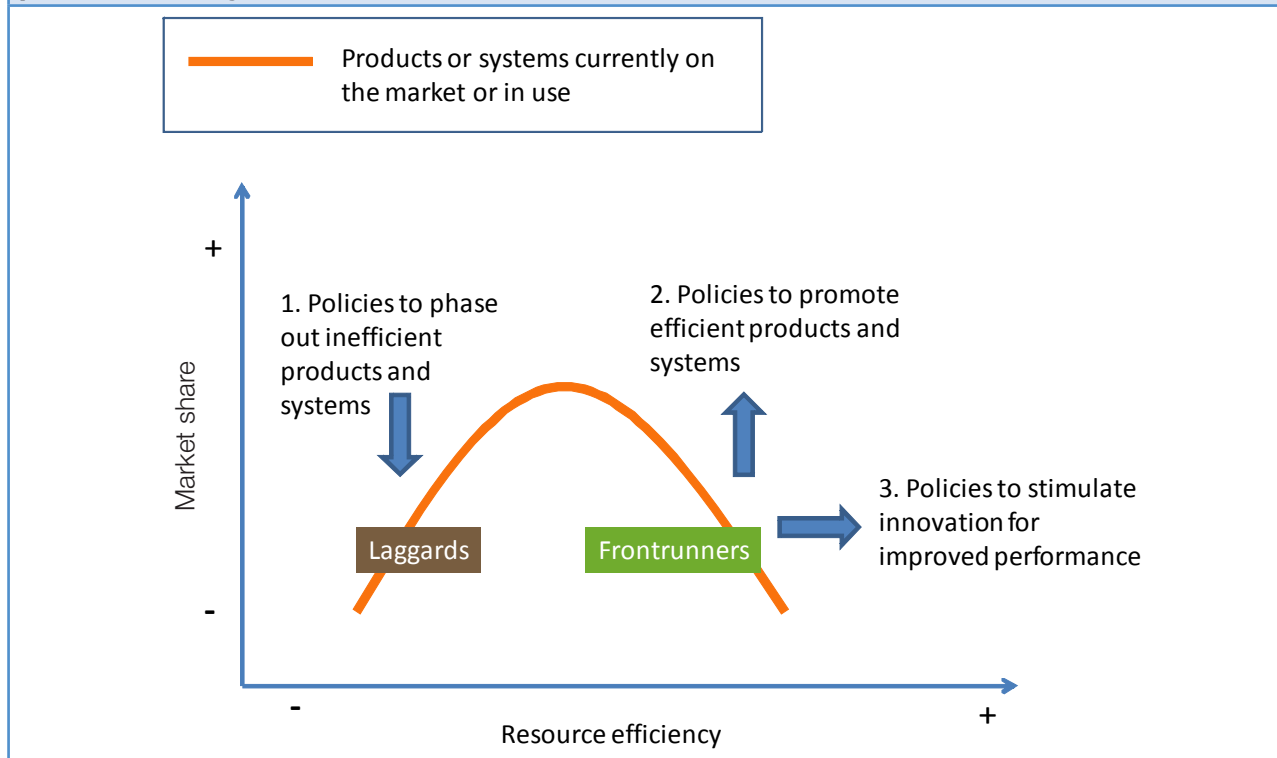 Products or systems currently on
the market or in use
+
1. Policies to phase
out inefficient
products and
systems
2. Policies to promote
efficient products and
systems
Market share
3. Policies to stimulate
innovation for
improved performance
Laggards
Frontrunners
-
-
+
Resource efficiency